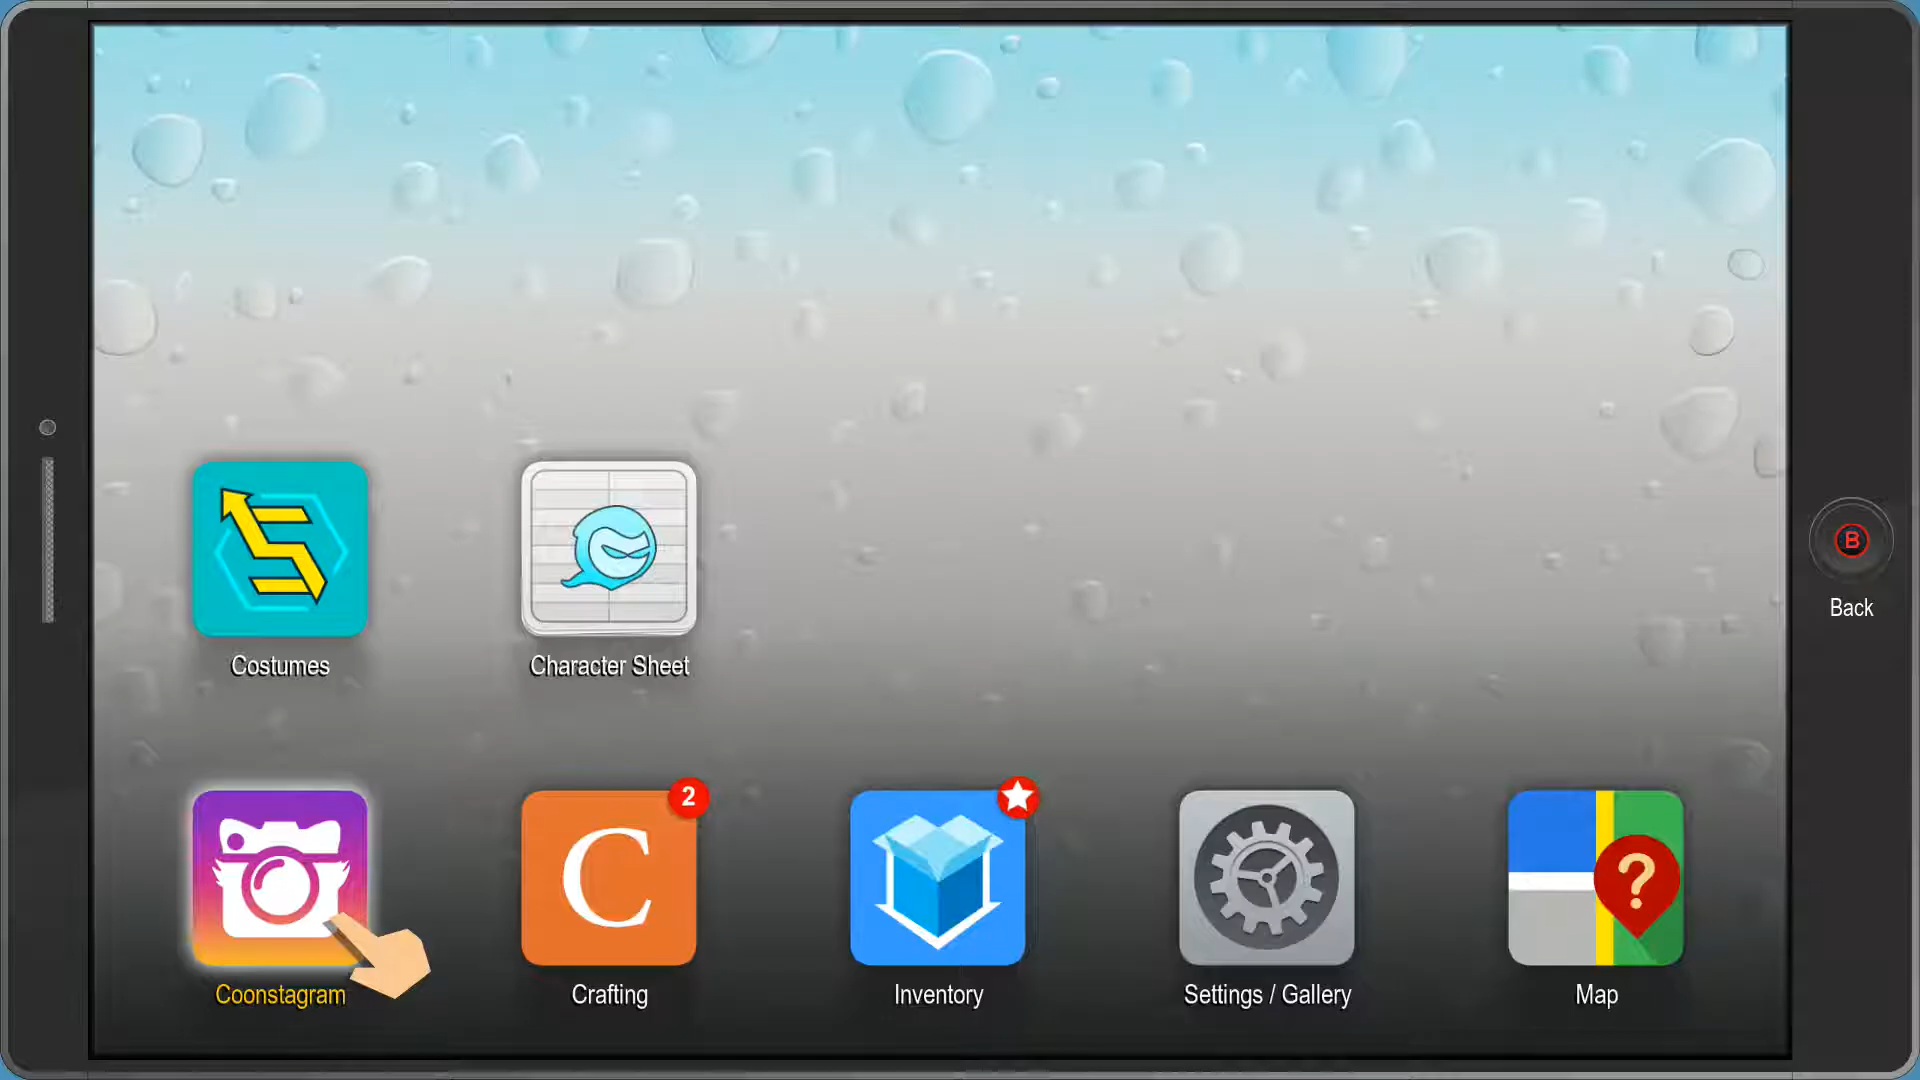 B
Back
Costumes
Character Sheet
C
2
?
Coonstagram
Crafting
Inventory
Settings / Gallery
Map